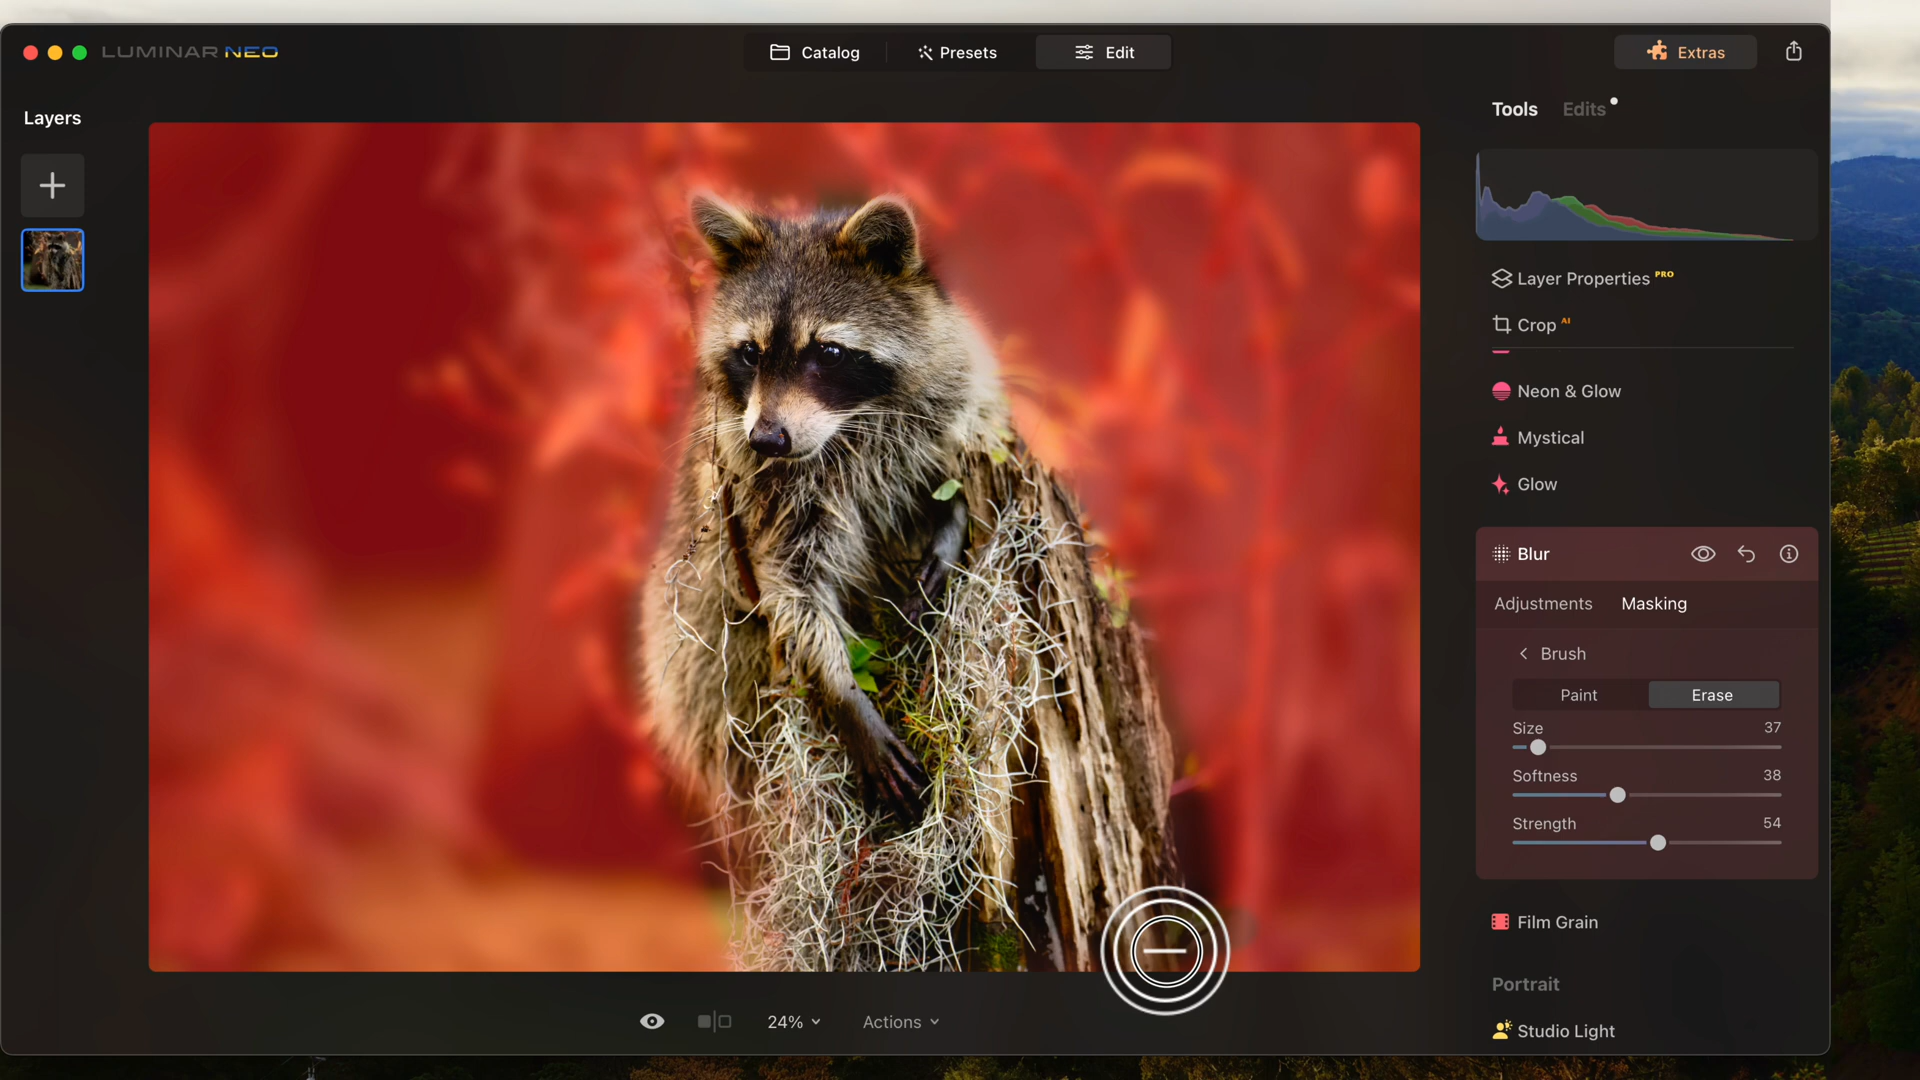 LUMINAR NEO
Catalog
Presets
Edit
Extras
Layers
Tools
Edits
Layer Properties PRO
Crop AI
Neon & Glow
Mystical
Glow
Blur
Adjustments
Masking
Brush
Paint
Erase
Size
37
Softness
38
Strength
54
Film Grain
Portrait
Studio Light
24%
Actions